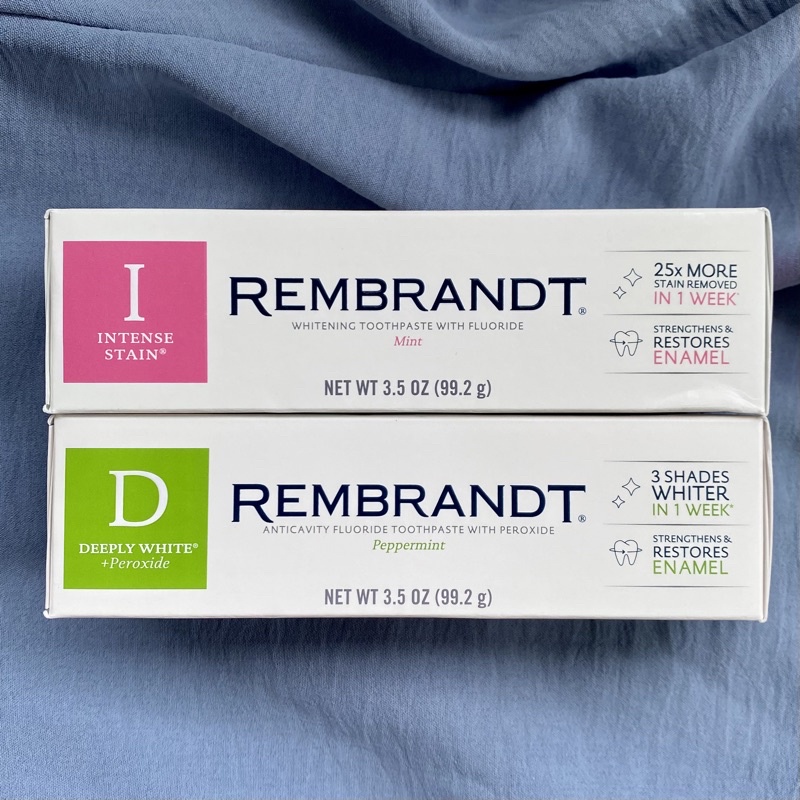 I
INTENSE
STAIN®
REMBRANDT®
WHITENING TOOTHPASTE WITH FLUORIDE
Mint
NET WT 3.5 OZ (99.2 g)
25x MORE
STAIN REMOVED
IN 1 WEEK*
STRENGTHENS &
RESTORES
ENAMEL
D
DEEPLY WHITE®
+Peroxide
REMBRANDT®
ANTICAVITY FLUORIDE TOOTHPASTE WITH PEROXIDE
Peppermint
NET WT 3.5 OZ (99.2 g)
3 SHADES
WHITER
IN 1 WEEK*
STRENGTHENS &
RESTORES
ENAMEL